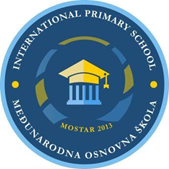 INTERNATIONAL PRIMARY SCHOOL
MOSTAR 2013
MEĐUNARODNA OSNOVNA ŠKOLA